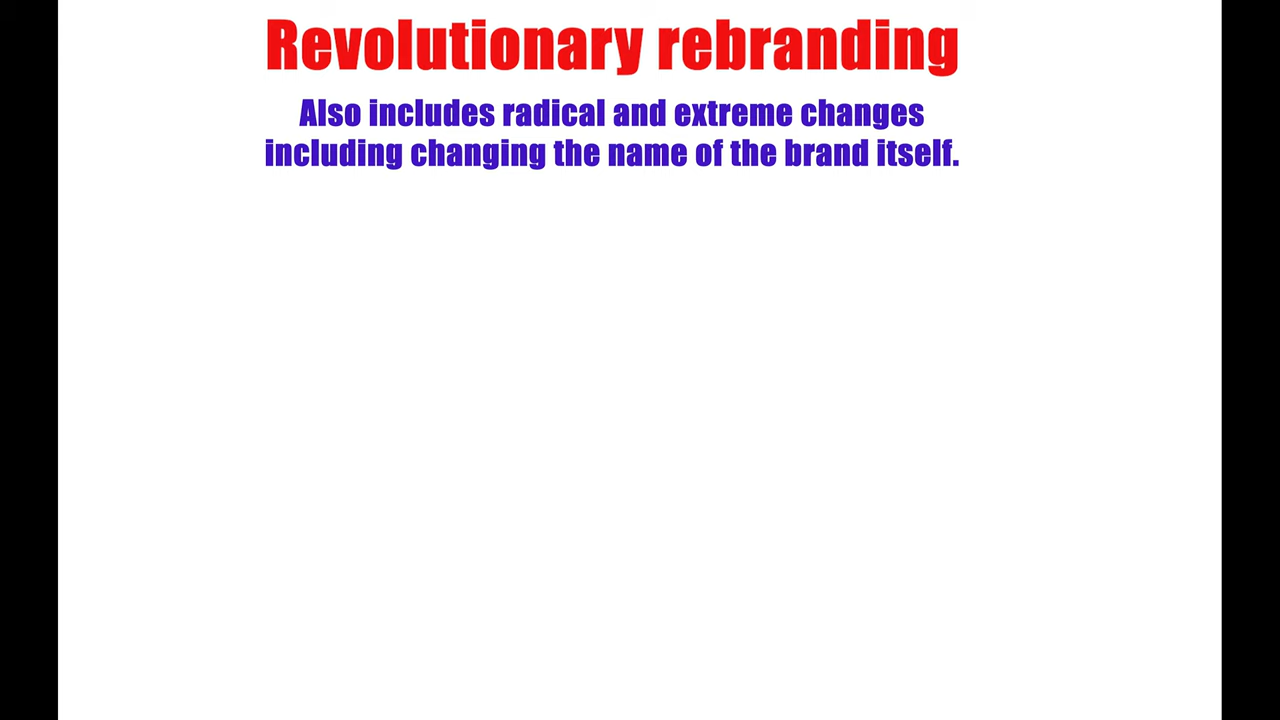 Revolutionary rebranding
Also includes radical and extreme changes
including changing the name of the brand itself.